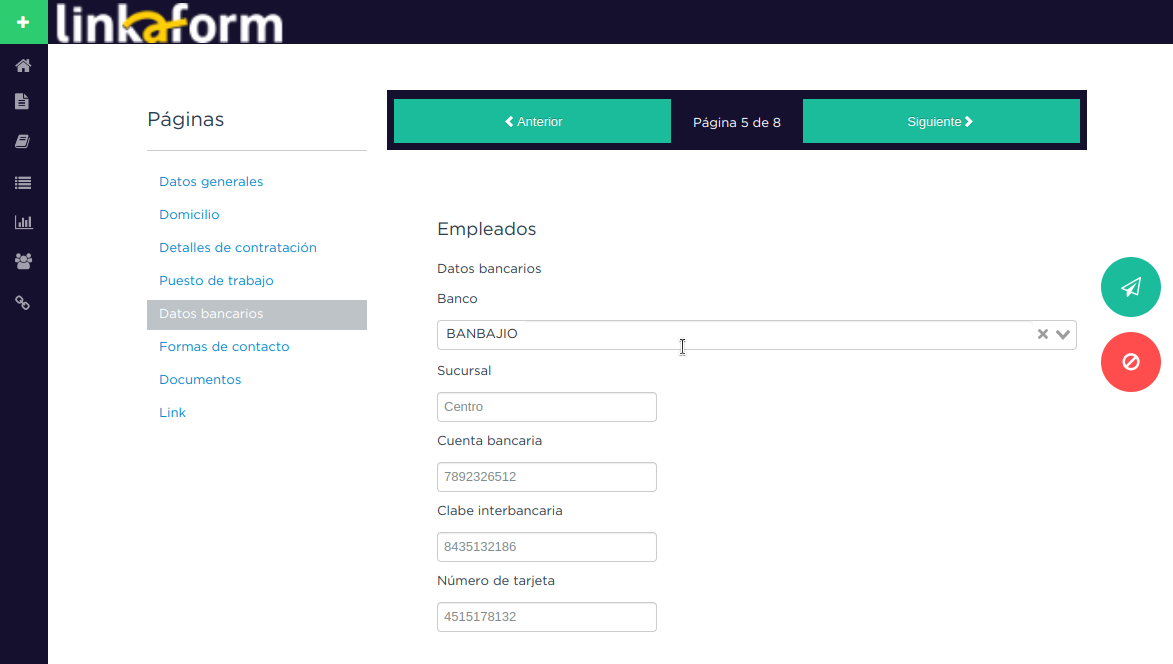 linkaform
Páginas
Datos generales
Domicilio
Detalles de contratación
Puesto de trabajo
Datos bancarios
Formas de contacto
Documentos
Link
Anterior
Página 5 de 8
Siguiente
Empleados
Datos bancarios
Banco
BANBAJIO
Sucursal
Centro
Cuenta bancaria
7892326512
Clabe interbancaria
8435132186
Número de tarjeta
4515178132